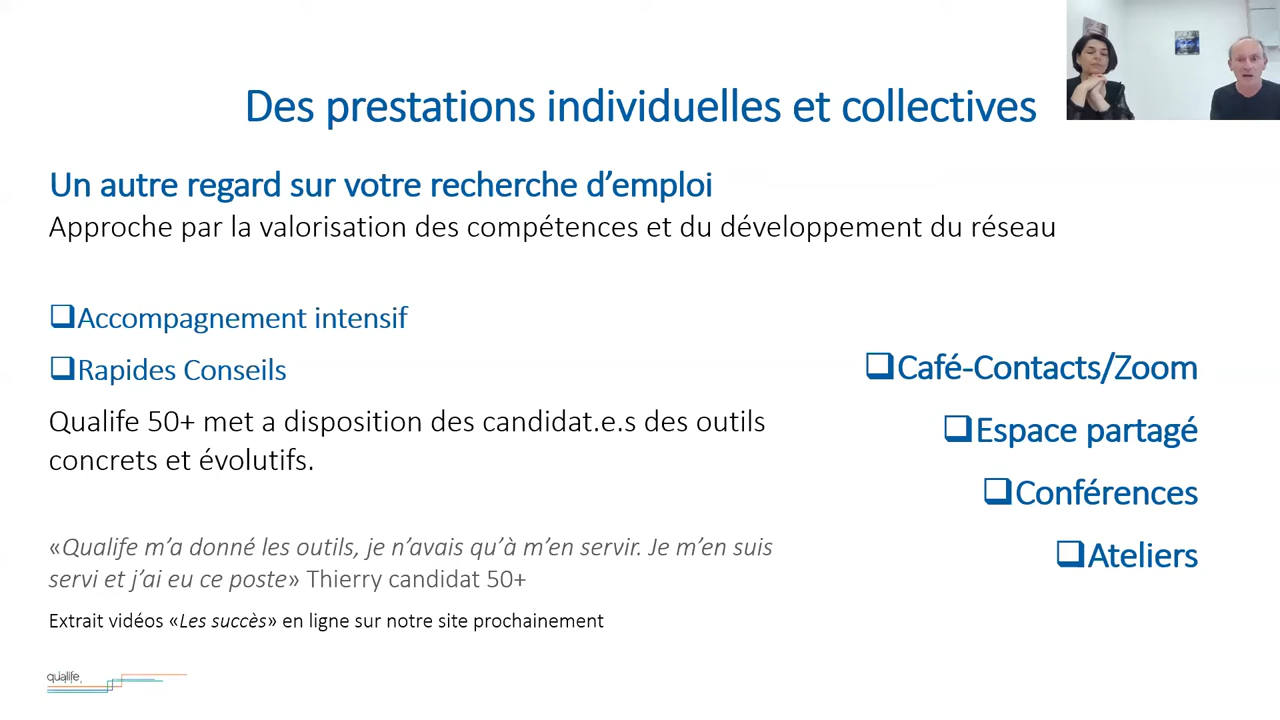 Des prestations individuelles et collectives
Un autre regard sur votre recherche d’emploi
Approche par la valorisation des compétences et du développement du réseau
❑Accompagnement intensif
❑Rapides Conseils
Qualife 50+ met a disposition des candidat.e.s des outils
concrets et évolutifs.
«Qualife m’a donné les outils, je n’avais qu’à m’en servir. Je m’en suis
servi et j’ai eu ce poste» Thierry candidat 50+
Extrait vidéos «Les succès» en ligne sur notre site prochainement
❑Café-Contacts/Zoom
❑Espace partagé
❑Conférences
❑Ateliers
qualife